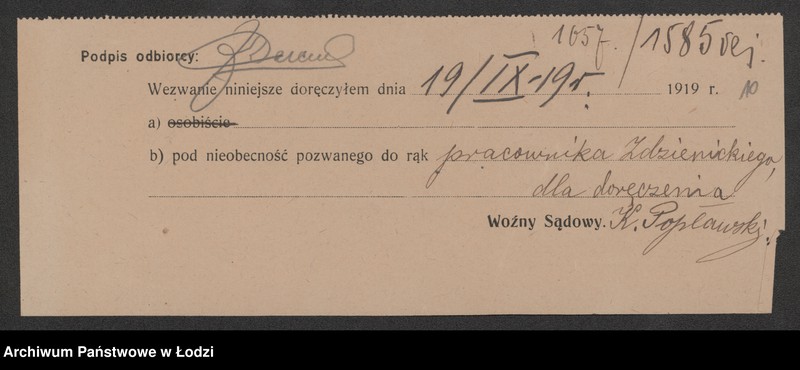 1657. / 1585 rej.
Podpis odbiorcy:
Wezwanie niniejsze doręczyłem dnia 19/IX-19r. 1919 r. 10
a) osobiście
b) pod nieobecność pozwanego do rąk pracownika Zdzienickiego,
dla doręczenia
Woźny Sądowy. K. Popławski.
Archiwum Państwowe w Łodzi